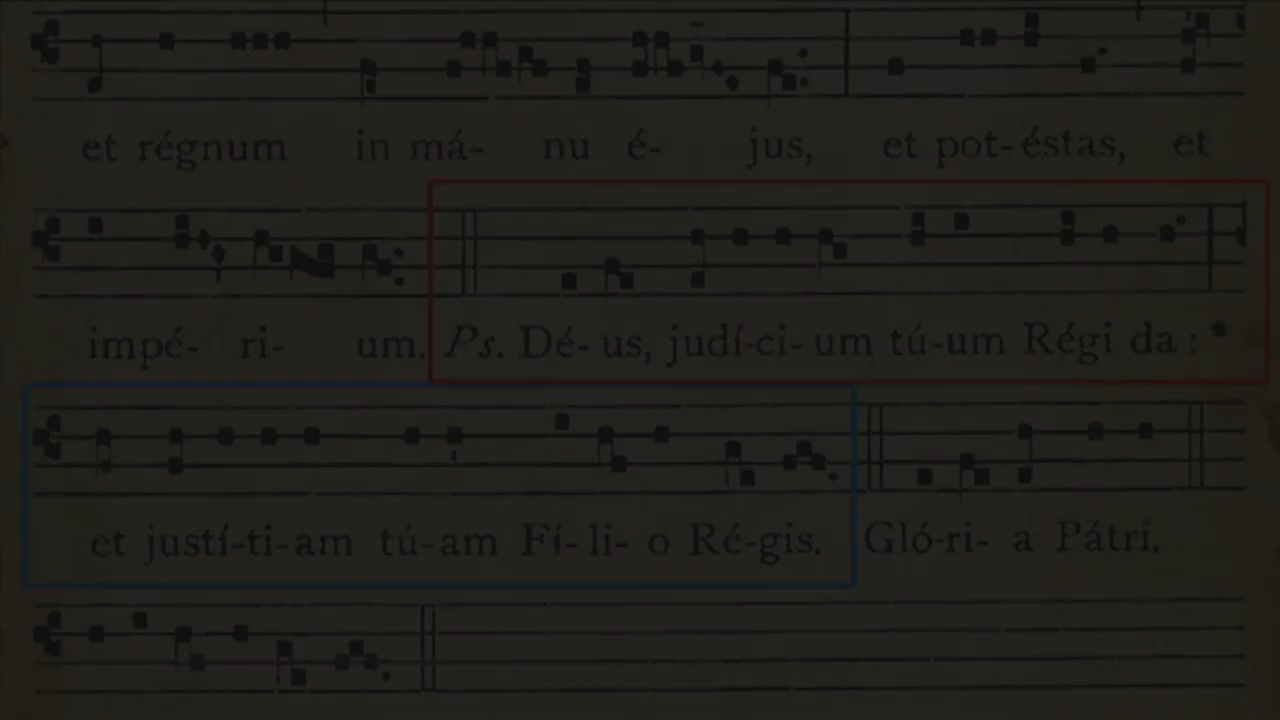 et régnum in má- nu é- jus, et pot-éstas, et
impé- ri- um. Ps. Dé- us, judí-ci- um tú-um Régi da : *
et justí-ti-am tú-am Fí- li- o Ré-gis. Gló-ri- a Pátri.